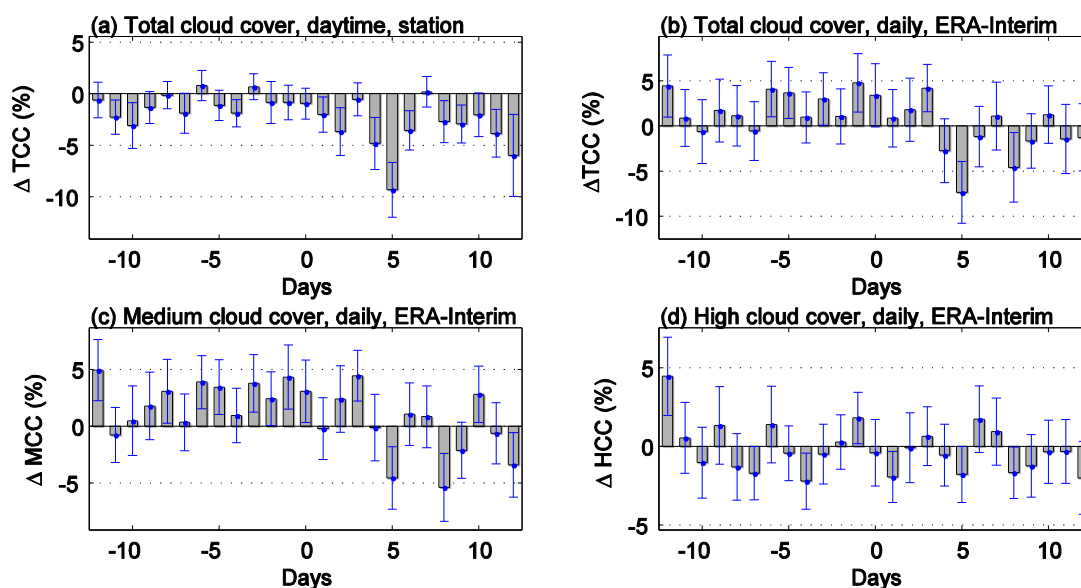 (a) Total cloud cover, daytime, station
5
0
-5
-10
Δ TCC (%)
-10 -5 0 5 10
Days
(b) Total cloud cover, daily, ERA-Interim
5
0
-5
-10
ΔTCC (%)
-10 -5 0 5 10
Days
(c) Medium cloud cover, daily, ERA-Interim
5
0
-5
Δ MCC (%)
-10 -5 0 5 10
Days
(d) High cloud cover, daily, ERA-Interim
5
0
-5
Δ HCC (%)
-10 -5 0 5 10
Days